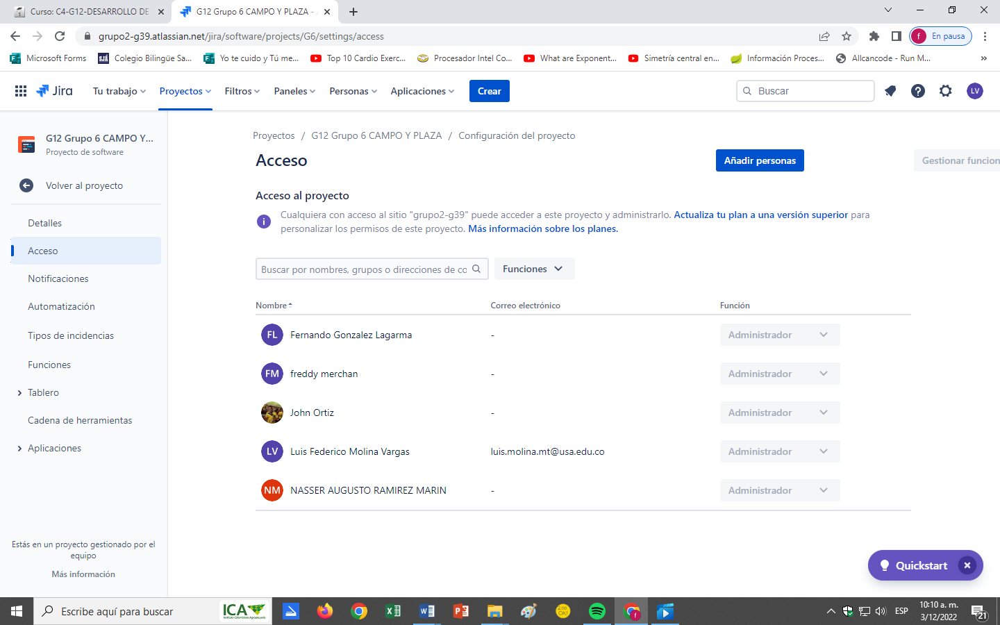 Curso: C4-G12-DESARROLLO DE
G12 Grupo 6 CAMPO Y PLAZA -
grupo2-g39.atlassian.net/jira/software/projects/G6/settings/access
f En pausa
Microsoft Forms
Colegio Bilingüe Sa...
Yo te cuido y Tú me...
Top 10 Cardio Exerc...
Procesador Intel Co...
What are Exponent...
Simetría central en...
Información Proces...
Allcancode - Run M...
»
Jira
Tu trabajo
Proyectos
Filtros
Paneles
Personas
Aplicaciones
Crear
Buscar
LV
G12 Grupo 6 CAMPO Y...
Proyecto de software
Volver al proyecto
Detalles
Acceso
Notificaciones
Automatización
Tipos de incidencias
Funciones
Tablero
Cadena de herramientas
Aplicaciones
Estás en un proyecto gestionado por el
equipo
Más información
Proyectos / G12 Grupo 6 CAMPO Y PLAZA / Configuración del proyecto
Acceso
Añadir personas
Gestionar funcion
Acceso al proyecto
Cualquiera con acceso al sitio "grupo2-g39" puede acceder a este proyecto y administrarlo. Actualiza tu plan a una versión superior para
personalizar los permisos de este proyecto. Más información sobre los planes.
Buscar por nombres, grupos o direcciones de co
Funciones
Nombre Correo electrónico Función
FL Fernando Gonzalez Lagarma - Administrador
FM freddy merchan - Administrador
John Ortiz - Administrador
LV Luis Federico Molina Vargas luis.molina.mt@usa.edu.co Administrador
NM NASSER AUGUSTO RAMIREZ MARIN - Administrador
Quickstart
Escribe aquí para buscar
ICA
Instituto Colombiano Agropecuario
ESP
10:10 a. m.
3/12/2022
21